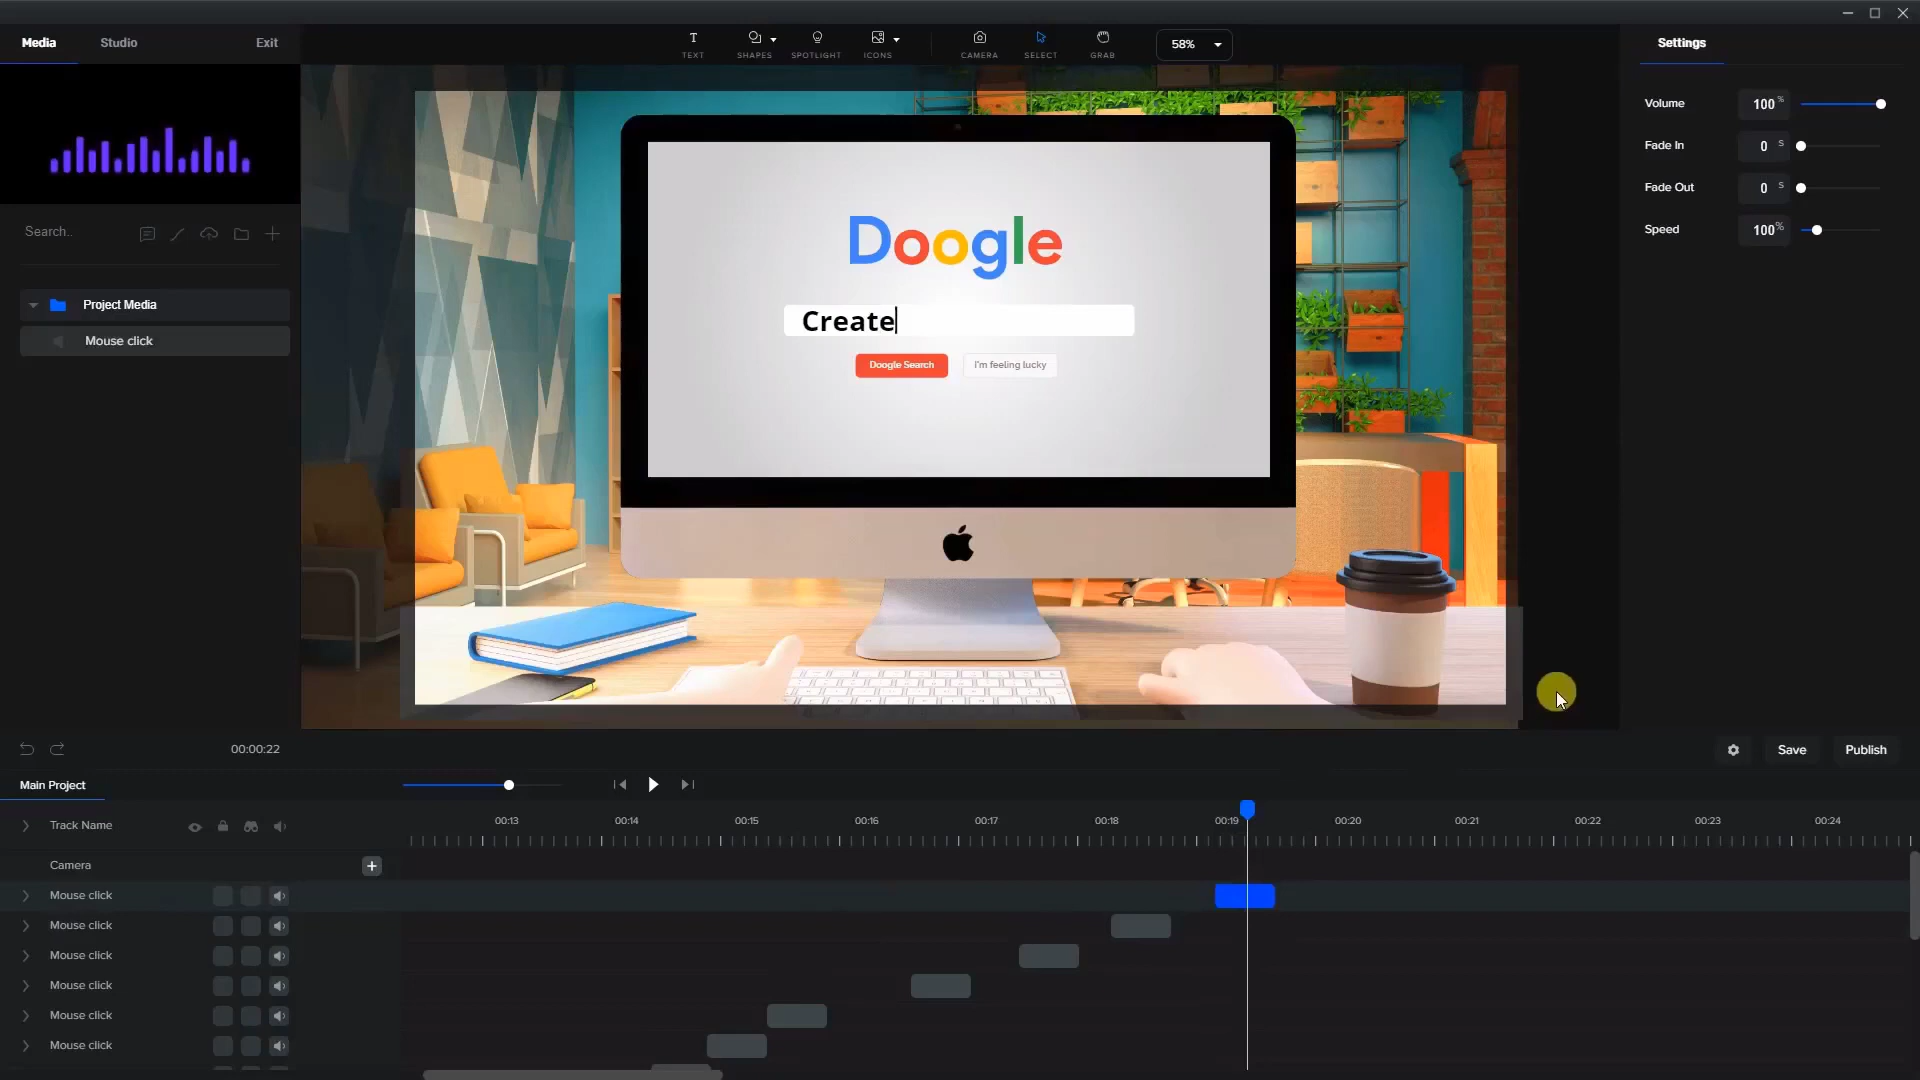 Media Studio Exit
TEXT SHAPES SPOTLIGHT ICONS CAMERA SELECT GRAB 58%
Settings
Volume 100 %
Fade In 0 s
Fade Out 0 s
Speed 100 %
Search..
Project Media
Mouse click
Doogle
Create
Doogle Search I'm feeling lucky
00:00:22
Save Publish
Main Project
Track Name
00:13 00:14 00:15 00:16 00:17 00:18 00:19 00:20 00:21 00:22 00:23 00:24
Camera
Mouse click
Mouse click
Mouse click
Mouse click
Mouse click
Mouse click